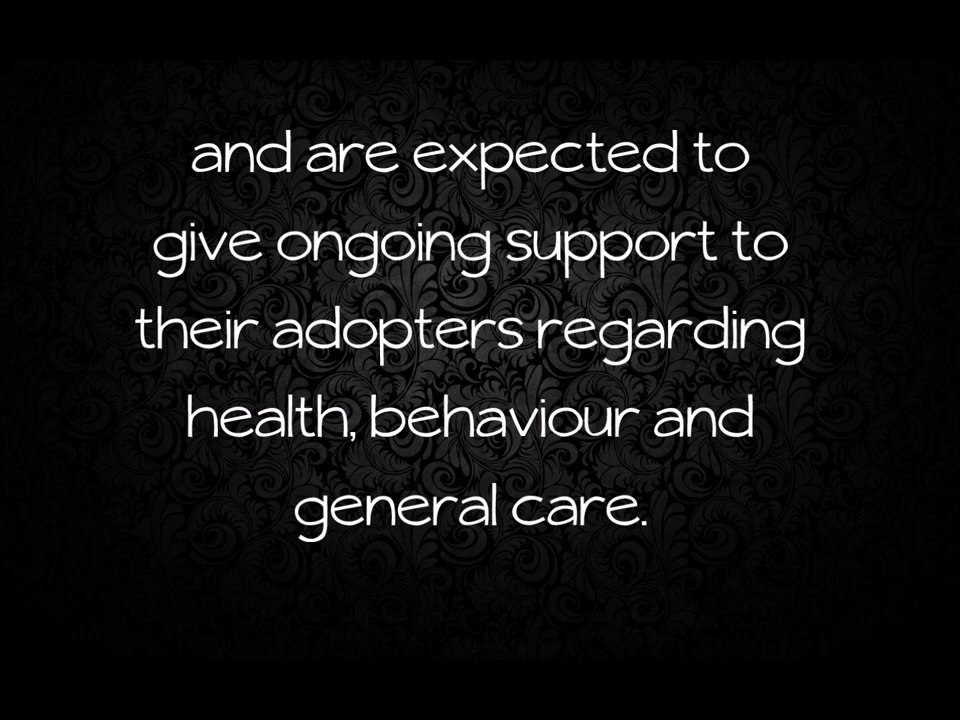 and are expected to
give ongoing support to
their adopters regarding
health, behaviour and
general care.